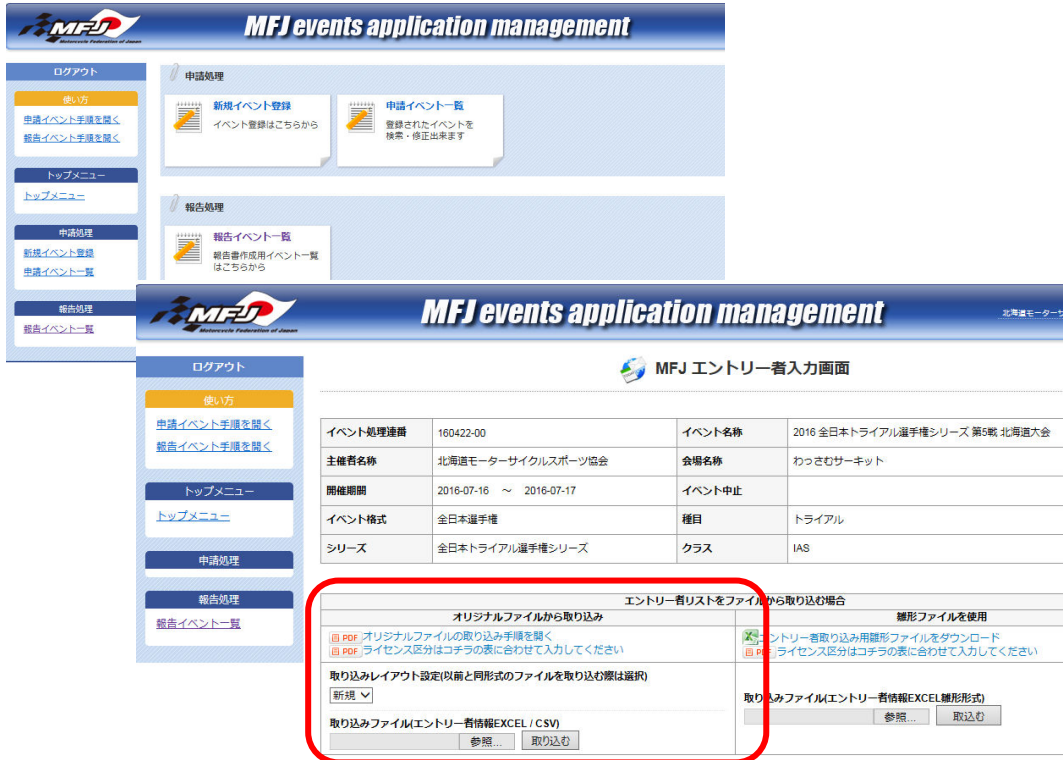 MFJ
Motorcycle Federation of Japan
MFJ events application management
ログアウト
使い方
申請イベント手順を開く
報告イベント手順を開く
トップメニュー
トップメニュー
申請処理
新規イベント登録
申請イベント一覧
報告処理
報告イベント一覧
申請処理
新規イベント登録
イベント登録はこちらから
申請イベント一覧
登録されたイベントを
検索・修正出来ます
報告処理
報告イベント一覧
報告書作成用イベント一覧
はこちらから
MFJ
Motorcycle Federation of Japan
MFJ events application management
北海道モーターサ
ログアウト
使い方
申請イベント手順を開く
報告イベント手順を開く
トップメニュー
トップメニュー
申請処理
報告処理
報告イベント一覧
MFJ エントリー者入力画面
イベント処理連番 160422-00 イベント名称 2016 全日本トライアル選手権シリーズ 第5戦 北海道大会
主催者名称 北海道モーターサイクルスポーツ協会 会場名称 わっさむサーキット
開催期間 2016-07-16 ～ 2016-07-17 イベント中止
イベント格式 全日本選手権 種目 トライアル
シリーズ 全日本トライアル選手権シリーズ クラス IAS
エントリー者リストをファイルから取り込む場合
オリジナルファイルから取り込み
PDF オリジナルファイルの取り込み手順を開く
PDF ライセンス区分はコチラの表に合わせて入力してください
取り込みレイアウト設定(以前と同形式のファイルを取り込む際は選択)
新規
取り込みファイル(エントリー者情報EXCEL / CSV)
参照... 取り込む
雛形ファイルを使用
エントリー者取り込み用雛形ファイルをダウンロード
PDF ライセンス区分はコチラの表に合わせて入力してください
取り込みファイル(エントリー者情報EXCEL雛形形式)
参照... 取込む